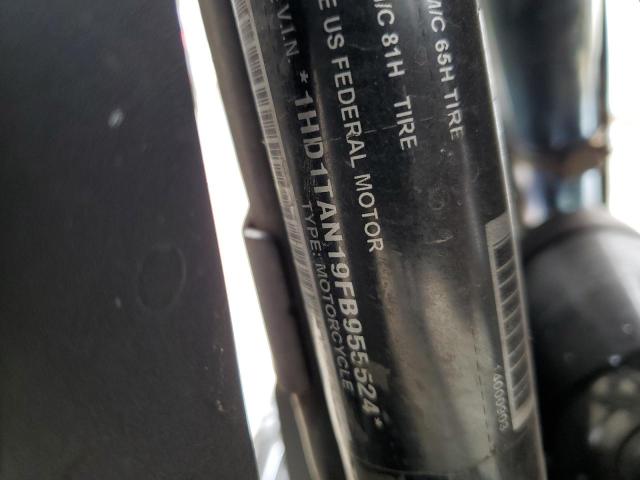 M/C 65H TIRE
M/C 81H TIRE
E US FEDERAL MOTOR
V.I.N. *1HD1TAN19FB955524*
TYPE: MOTORCYCLE